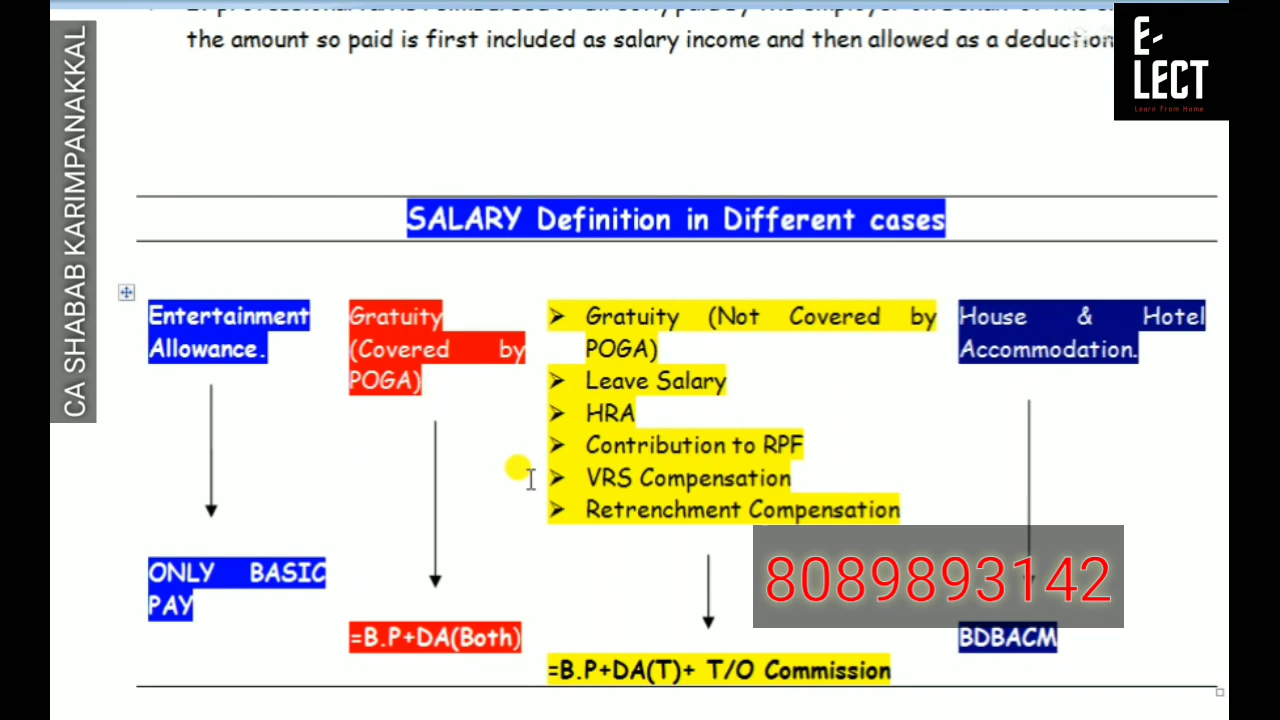 the amount so paid is first included as salary income and then allowed as a deduction
E-
LECT
Learn From Home
CA SHABAB KARIMPANAKKAL
SALARY Definition in Different cases
Entertainment
Allowance.
ONLY BASIC
PAY
Gratuity
(Covered by
POGA)
=B.P+DA(Both)
➢ Gratuity (Not Covered by
POGA)
➢ Leave Salary
➢ HRA
➢ Contribution to RPF
➢ VRS Compensation
➢ Retrenchment Compensation
=B.P+DA(T)+ T/O Commission
House & Hotel
Accommodation.
BDBACM
8089893142